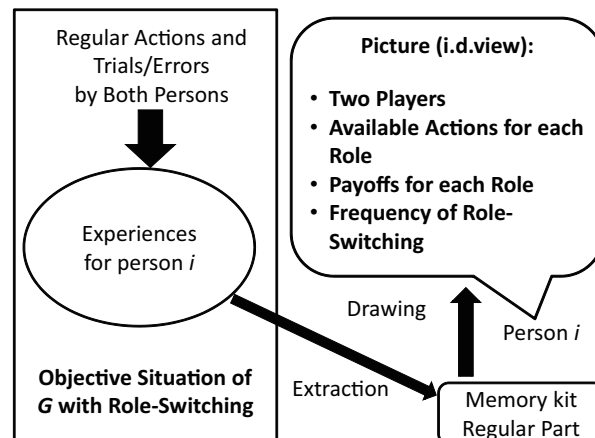 Regular Actions and
Trials/Errors
by Both Persons
Experiences
for person i
Objective Situation of
G with Role-Switching
Picture (i.d.view):
• Two Players
• Available Actions for each
Role
• Payoffs for each Role
• Frequency of Role-
Switching
Drawing
Person i
Extraction
Memory kit
Regular Part